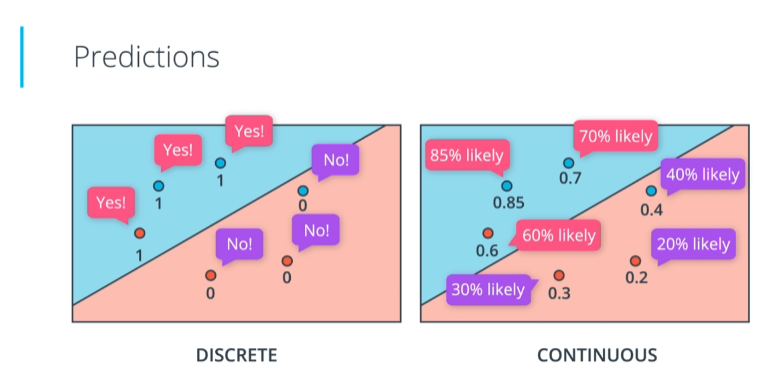 Predictions
Yes!
Yes!
1
No!
1
Yes!
0
No!
No!
1
0
0
DISCRETE
70% likely
85% likely
0.7
40% likely
0.85
0.4
60% likely
20% likely
0.6
0.2
30% likely
0.3
CONTINUOUS